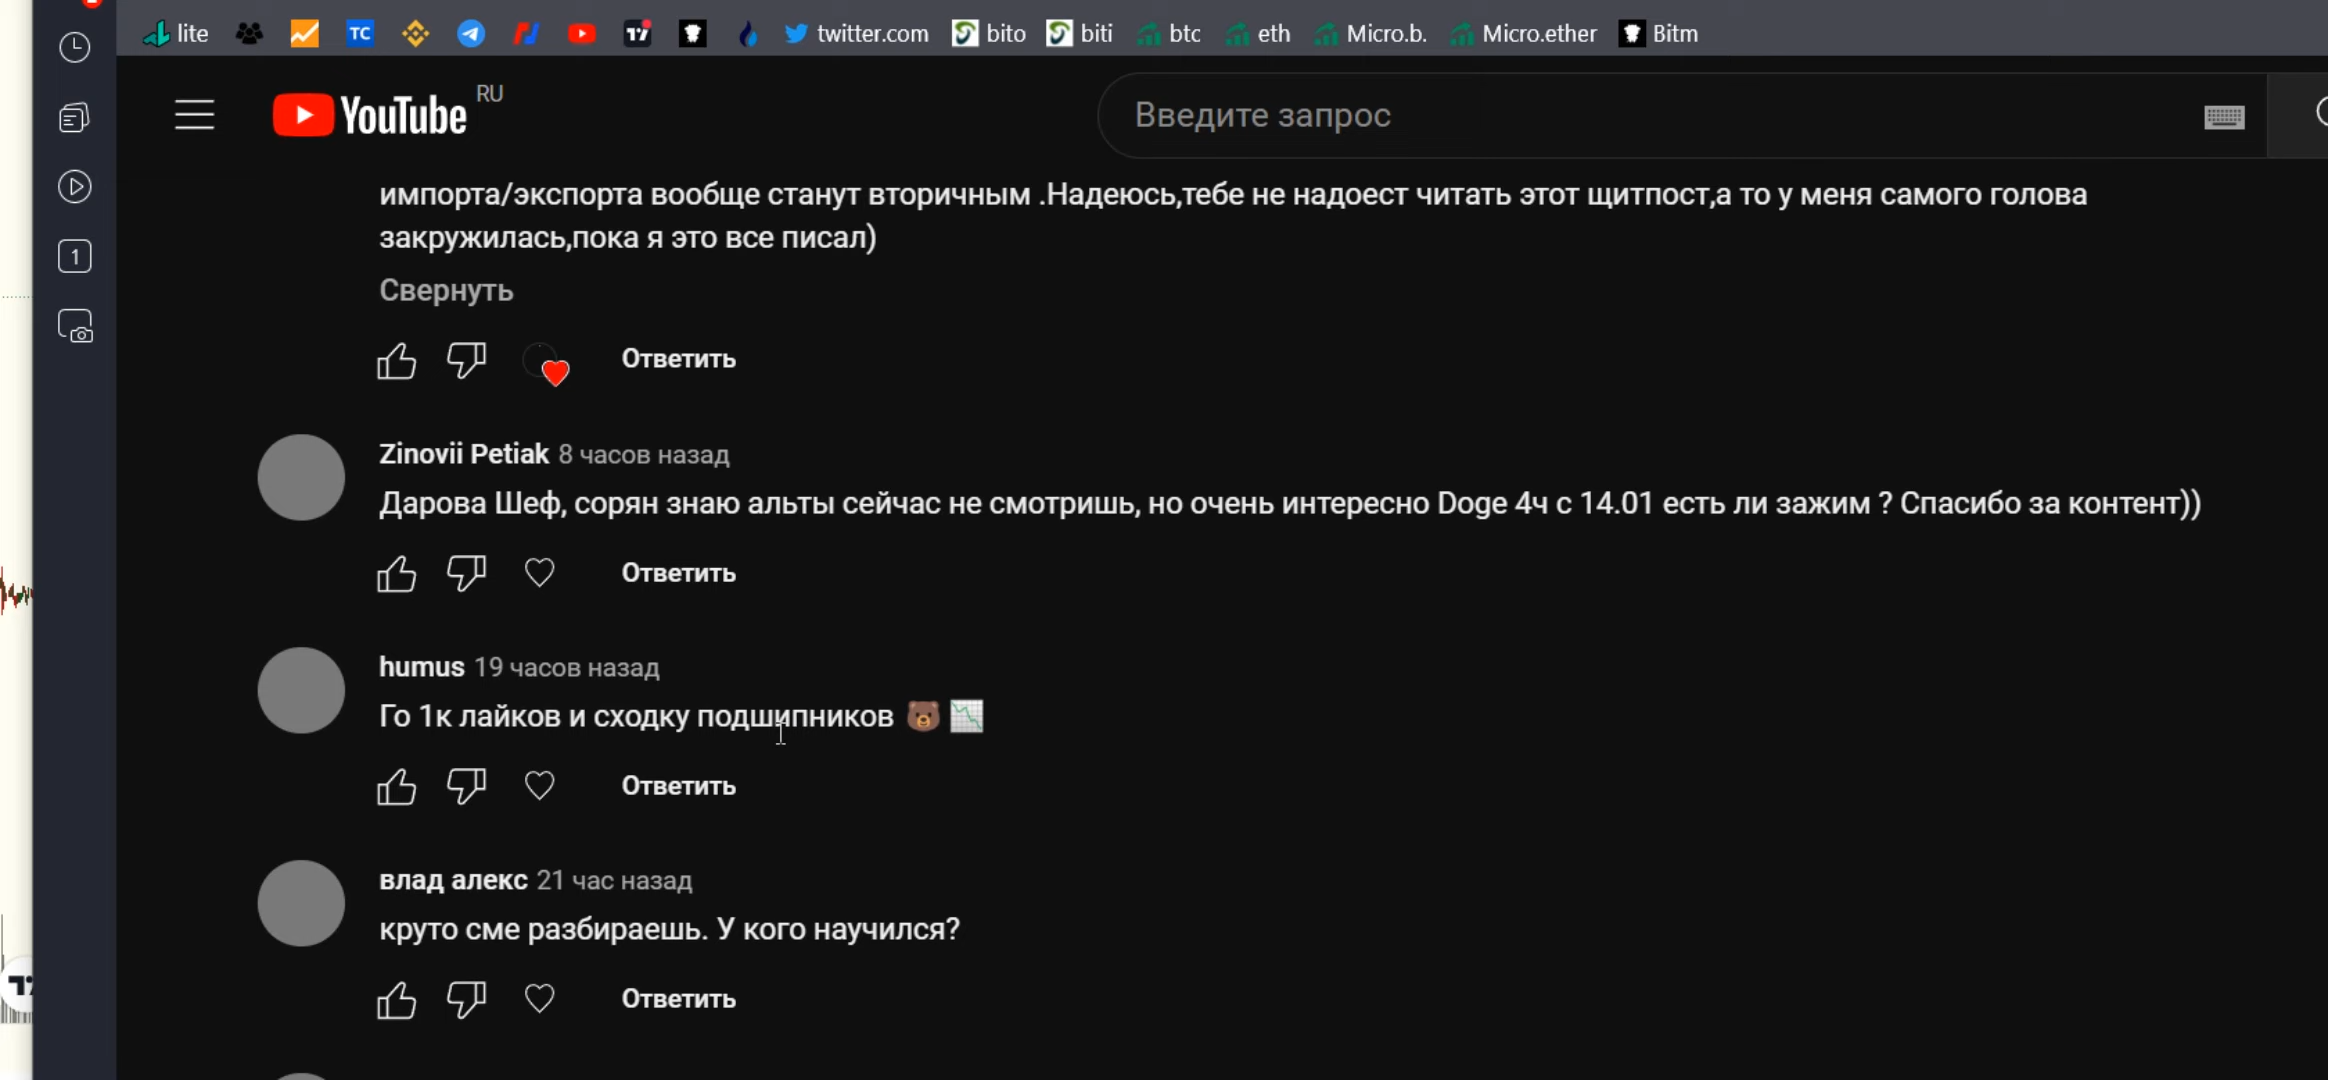 lite TC twitter.com bito biti btc eth Micro.b. Micro.ether Bitm
YouTube RU
Введите запрос
импорта/экспорта вообще станут вторичным .Надеюсь,тебе не надоест читать этот щитпост,а то у меня самого голова
закружилась,пока я это все писал)
Свернуть
Ответить
Zinovii Petiak 8 часов назад
Дарова Шеф, сорян знаю альты сейчас не смотришь, но очень интересно Doge 4ч с 14.01 есть ли зажим ? Спасибо за контент))
Ответить
humus 19 часов назад
Го 1к лайков и сходку подшипников 🐻 📉
Ответить
влад алекс 21 час назад
круто сме разбираешь. У кого научился?
Ответить
1